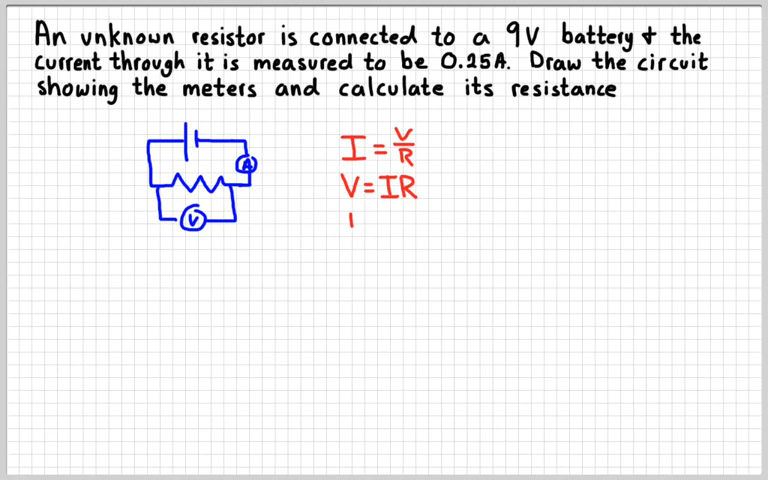 An unknown resistor is connected to a 9V battery & the
current through it is measured to be 0.25A. Draw the circuit
showing the meters and calculate its resistance
A
V
I = V/R
V = IR